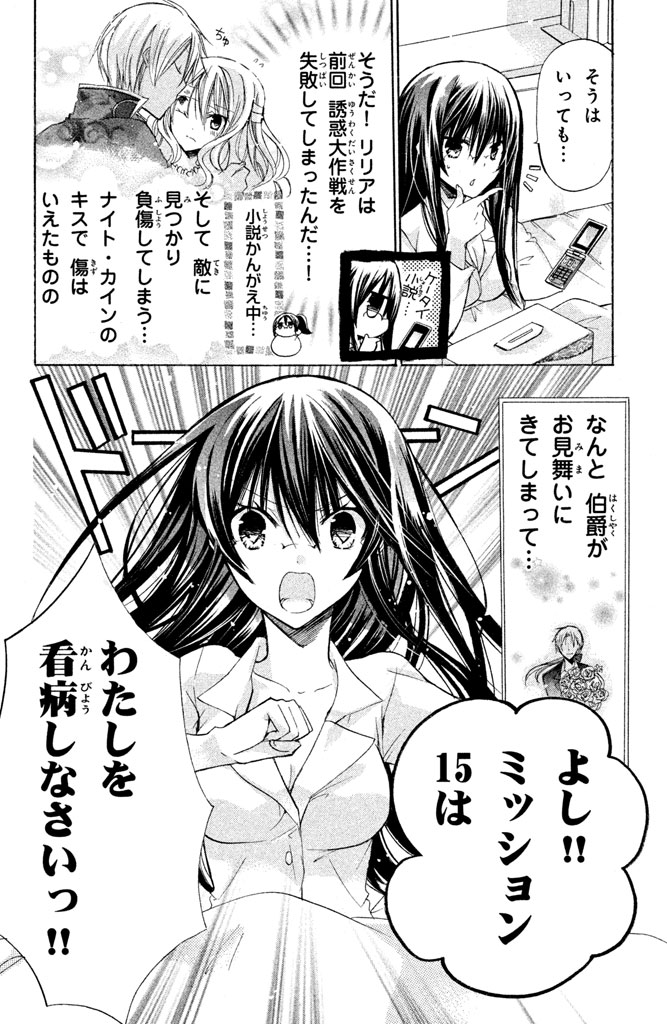 そうは
いっても…
ケータイ
小説…
そうだ！リリアは
前回 誘惑大作戦を
失敗してしまったんだ…！
ちゅ
小説かんがえ中…
そして 敵に
見つかり
負傷してしまう…
ナイト・カインの
キスで 傷は
いえたものの
なんと 伯爵が
お見舞いに
きてしまって…
ドーン
よし!!
ミッション
15は
わたしを
看病しなさいっ!!